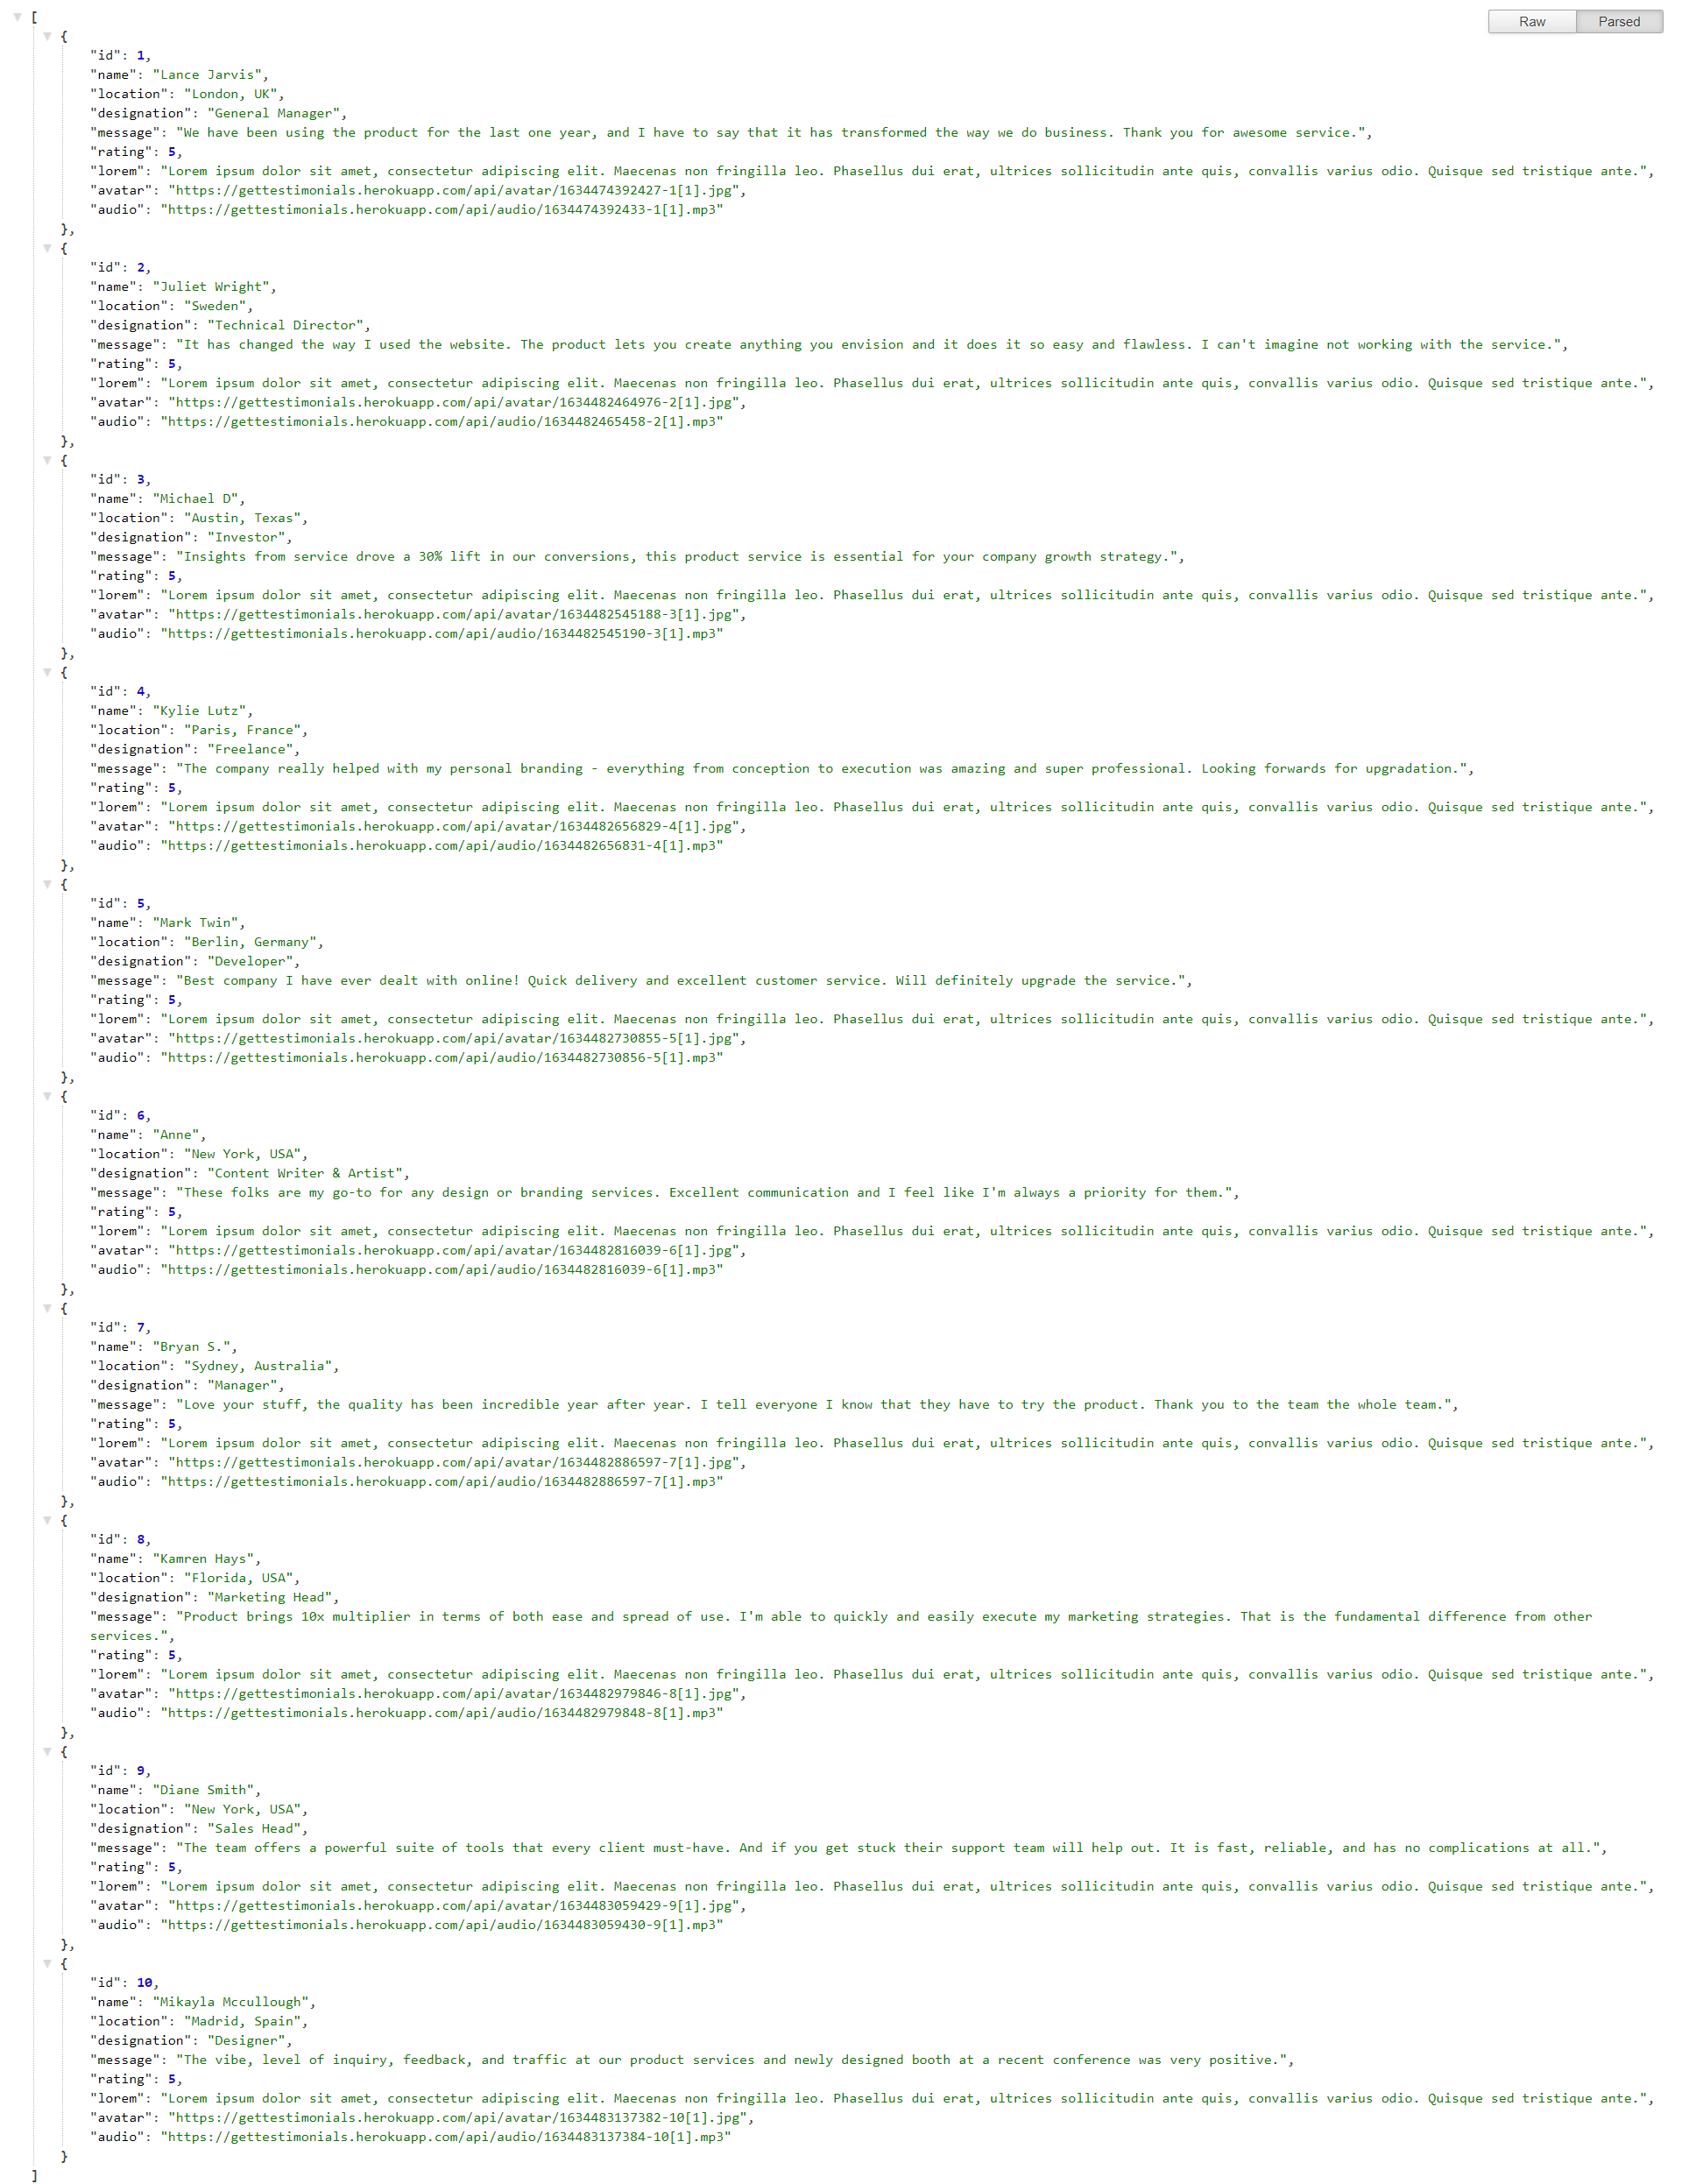 [
Raw Parsed
{
"id": 1,
"name": "Lance Jarvis",
"location": "London, UK",
"designation": "General Manager",
"message": "We have been using the product for the last one year, and I have to say that it has transformed the way we do business. Thank you for awesome service.",
"rating": 5,
"lorem": "Lorem ipsum dolor sit amet, consectetur adipiscing elit. Maecenas non fringilla leo. Phasellus dui erat, ultrices sollicitudin ante quis, convallis varius odio. Quisque sed tristique ante.",
"avatar": "https://gettestimonials.herokuapp.com/api/avatar/1634474392427-1[1].jpg",
"audio": "https://gettestimonials.herokuapp.com/api/audio/1634474392433-1[1].mp3"
},
{
"id": 2,
"name": "Juliet Wright",
"location": "Sweden",
"designation": "Technical Director",
"message": "It has changed the way I used the website. The product lets you create anything you envision and it does it so easy and flawless. I can't imagine not working with the service.",
"rating": 5,
"lorem": "Lorem ipsum dolor sit amet, consectetur adipiscing elit. Maecenas non fringilla leo. Phasellus dui erat, ultrices sollicitudin ante quis, convallis varius odio. Quisque sed tristique ante.",
"avatar": "https://gettestimonials.herokuapp.com/api/avatar/1634482464976-2[1].jpg",
"audio": "https://gettestimonials.herokuapp.com/api/audio/1634482465458-2[1].mp3"
},
{
"id": 3,
"name": "Michael D",
"location": "Austin, Texas",
"designation": "Investor",
"message": "Insights from service drove a 30% lift in our conversions, this product service is essential for your company growth strategy.",
"rating": 5,
"lorem": "Lorem ipsum dolor sit amet, consectetur adipiscing elit. Maecenas non fringilla leo. Phasellus dui erat, ultrices sollicitudin ante quis, convallis varius odio. Quisque sed tristique ante.",
"avatar": "https://gettestimonials.herokuapp.com/api/avatar/1634482545188-3[1].jpg",
"audio": "https://gettestimonials.herokuapp.com/api/audio/1634482545190-3[1].mp3"
},
{
"id": 4,
"name": "Kylie Lutz",
"location": "Paris, France",
"designation": "Freelance",
"message": "The company really helped with my personal branding - everything from conception to execution was amazing and super professional. Looking forwards for upgradation.",
"rating": 5,
"lorem": "Lorem ipsum dolor sit amet, consectetur adipiscing elit. Maecenas non fringilla leo. Phasellus dui erat, ultrices sollicitudin ante quis, convallis varius odio. Quisque sed tristique ante.",
"avatar": "https://gettestimonials.herokuapp.com/api/avatar/1634482656829-4[1].jpg",
"audio": "https://gettestimonials.herokuapp.com/api/audio/1634482656831-4[1].mp3"
},
{
"id": 5,
"name": "Mark Twin",
"location": "Berlin, Germany",
"designation": "Developer",
"message": "Best company I have ever dealt with online! Quick delivery and excellent customer service. Will definitely upgrade the service.",
"rating": 5,
"lorem": "Lorem ipsum dolor sit amet, consectetur adipiscing elit. Maecenas non fringilla leo. Phasellus dui erat, ultrices sollicitudin ante quis, convallis varius odio. Quisque sed tristique ante.",
"avatar": "https://gettestimonials.herokuapp.com/api/avatar/1634482730855-5[1].jpg",
"audio": "https://gettestimonials.herokuapp.com/api/audio/1634482730856-5[1].mp3"
},
{
"id": 6,
"name": "Anne",
"location": "New York, USA",
"designation": "Content Writer & Artist",
"message": "These folks are my go-to for any design or branding services. Excellent communication and I feel like I'm always a priority for them.",
"rating": 5,
"lorem": "Lorem ipsum dolor sit amet, consectetur adipiscing elit. Maecenas non fringilla leo. Phasellus dui erat, ultrices sollicitudin ante quis, convallis varius odio. Quisque sed tristique ante.",
"avatar": "https://gettestimonials.herokuapp.com/api/avatar/1634482816039-6[1].jpg",
"audio": "https://gettestimonials.herokuapp.com/api/audio/1634482816039-6[1].mp3"
},
{
"id": 7,
"name": "Bryan S.",
"location": "Sydney, Australia",
"designation": "Manager",
"message": "Love your stuff, the quality has been incredible year after year. I tell everyone I know that they have to try the product. Thank you to the team the whole team.",
"rating": 5,
"lorem": "Lorem ipsum dolor sit amet, consectetur adipiscing elit. Maecenas non fringilla leo. Phasellus dui erat, ultrices sollicitudin ante quis, convallis varius odio. Quisque sed tristique ante.",
"avatar": "https://gettestimonials.herokuapp.com/api/avatar/1634482886597-7[1].jpg",
"audio": "https://gettestimonials.herokuapp.com/api/audio/1634482886597-7[1].mp3"
},
{
"id": 8,
"name": "Kamren Hays",
"location": "Florida, USA",
"designation": "Marketing Head",
"message": "Product brings 10x multiplier in terms of both ease and spread of use. I'm able to quickly and easily execute my marketing strategies. That is the fundamental difference from other
services.",
"rating": 5,
"lorem": "Lorem ipsum dolor sit amet, consectetur adipiscing elit. Maecenas non fringilla leo. Phasellus dui erat, ultrices sollicitudin ante quis, convallis varius odio. Quisque sed tristique ante.",
"avatar": "https://gettestimonials.herokuapp.com/api/avatar/1634482979846-8[1].jpg",
"audio": "https://gettestimonials.herokuapp.com/api/audio/1634482979848-8[1].mp3"
},
{
"id": 9,
"name": "Diane Smith",
"location": "New York, USA",
"designation": "Sales Head",
"message": "The team offers a powerful suite of tools that every client must-have. And if you get stuck their support team will help out. It is fast, reliable, and has no complications at all.",
"rating": 5,
"lorem": "Lorem ipsum dolor sit amet, consectetur adipiscing elit. Maecenas non fringilla leo. Phasellus dui erat, ultrices sollicitudin ante quis, convallis varius odio. Quisque sed tristique ante.",
"avatar": "https://gettestimonials.herokuapp.com/api/avatar/1634483059429-9[1].jpg",
"audio": "https://gettestimonials.herokuapp.com/api/audio/1634483059430-9[1].mp3"
},
{
"id": 10,
"name": "Mikayla Mccullough",
"location": "Madrid, Spain",
"designation": "Designer",
"message": "The vibe, level of inquiry, feedback, and traffic at our product services and newly designed booth at a recent conference was very positive.",
"rating": 5,
"lorem": "Lorem ipsum dolor sit amet, consectetur adipiscing elit. Maecenas non fringilla leo. Phasellus dui erat, ultrices sollicitudin ante quis, convallis varius odio. Quisque sed tristique ante.",
"avatar": "https://gettestimonials.herokuapp.com/api/avatar/1634483137382-10[1].jpg",
"audio": "https://gettestimonials.herokuapp.com/api/audio/1634483137384-10[1].mp3"
}
]